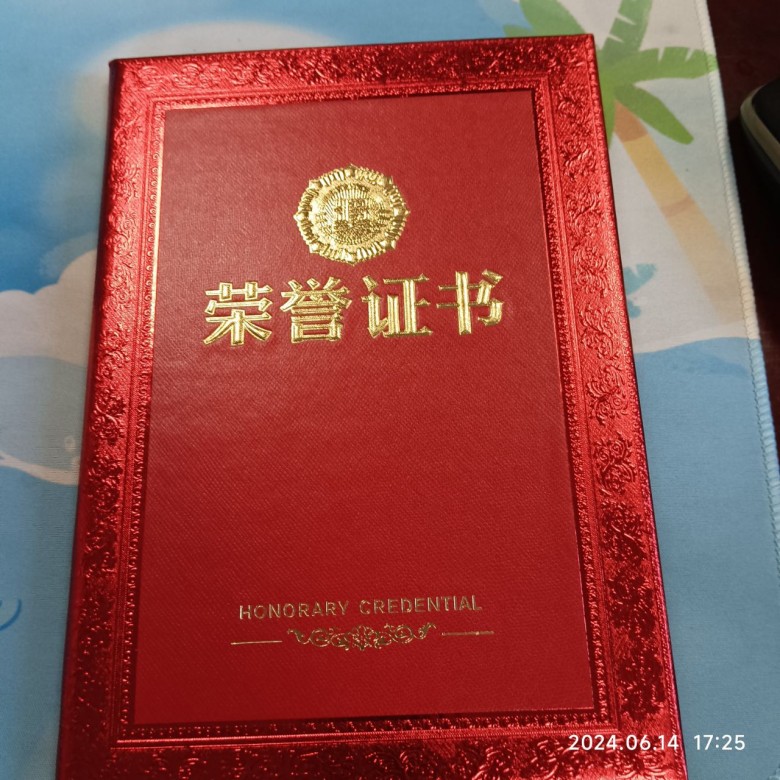 荣誉证书
HONORARY CREDENTIAL
2024.06.14 17:25